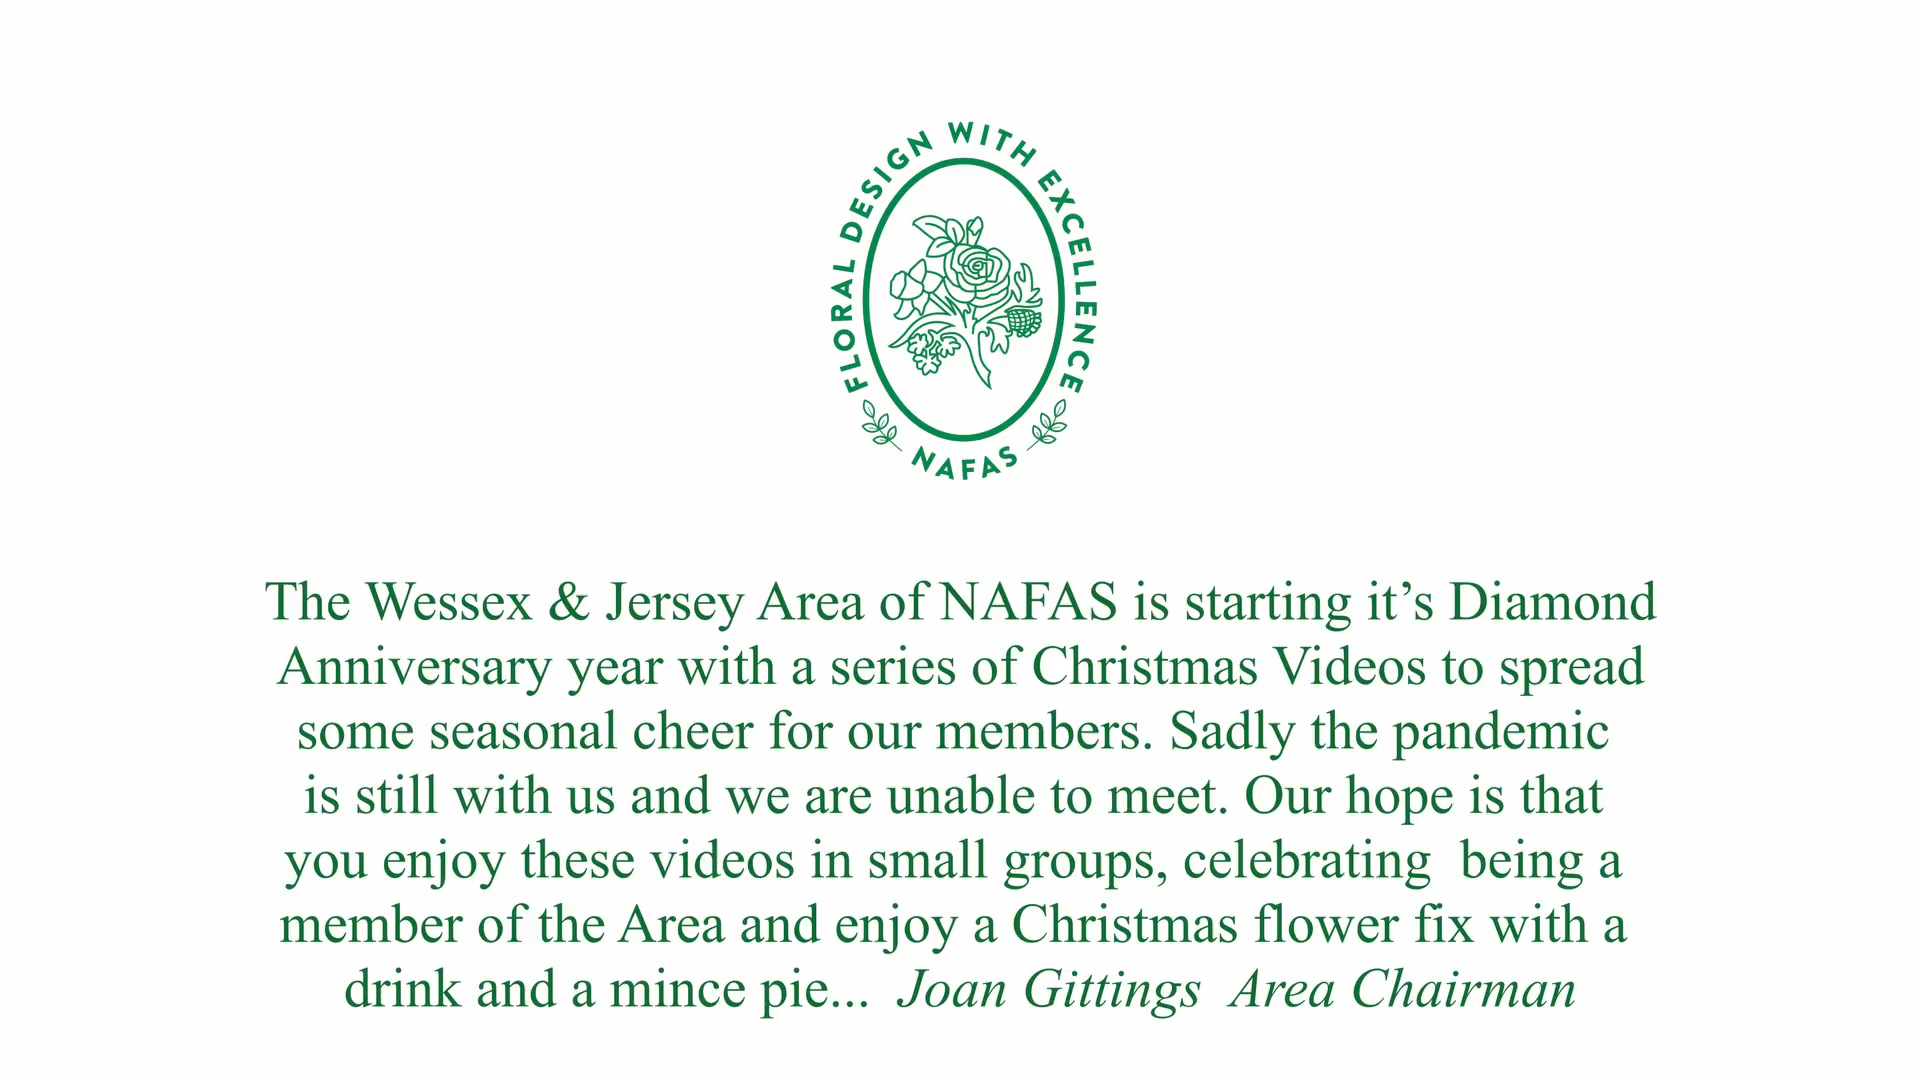 FLORAL DESIGN WITH EXCELLENCE
NAFAS
The Wessex & Jersey Area of NAFAS is starting it’s Diamond
Anniversary year with a series of Christmas Videos to spread
some seasonal cheer for our members. Sadly the pandemic
is still with us and we are unable to meet. Our hope is that
you enjoy these videos in small groups, celebrating  being a
member of the Area and enjoy a Christmas flower fix with a
drink and a mince pie...  Joan Gittings  Area Chairman